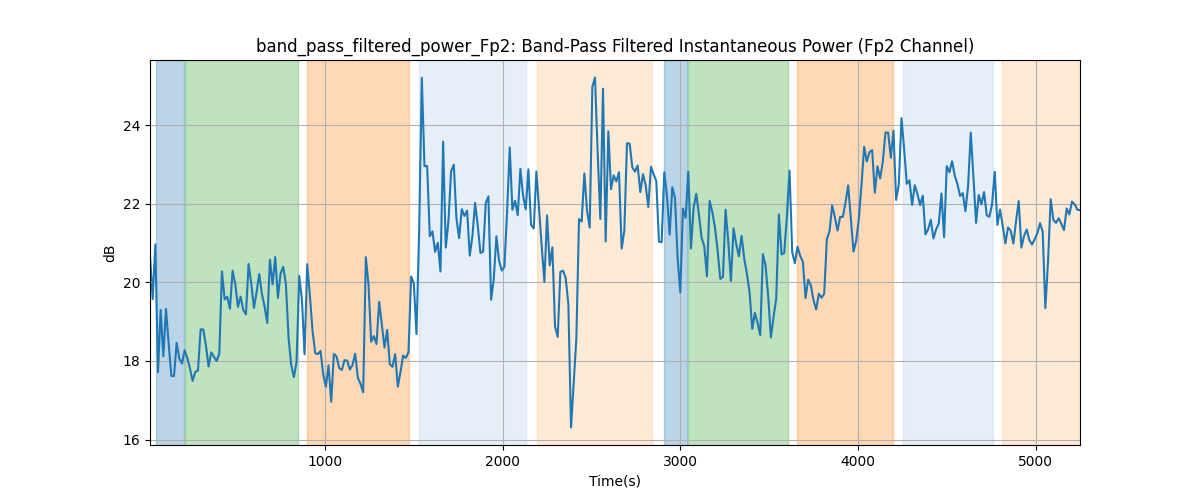 band_pass_filtered_power_Fp2: Band-Pass Filtered Instantaneous Power (Fp2 Channel)
24
22
20
18
16
dB
1000 2000 3000 4000 5000
Time(s)